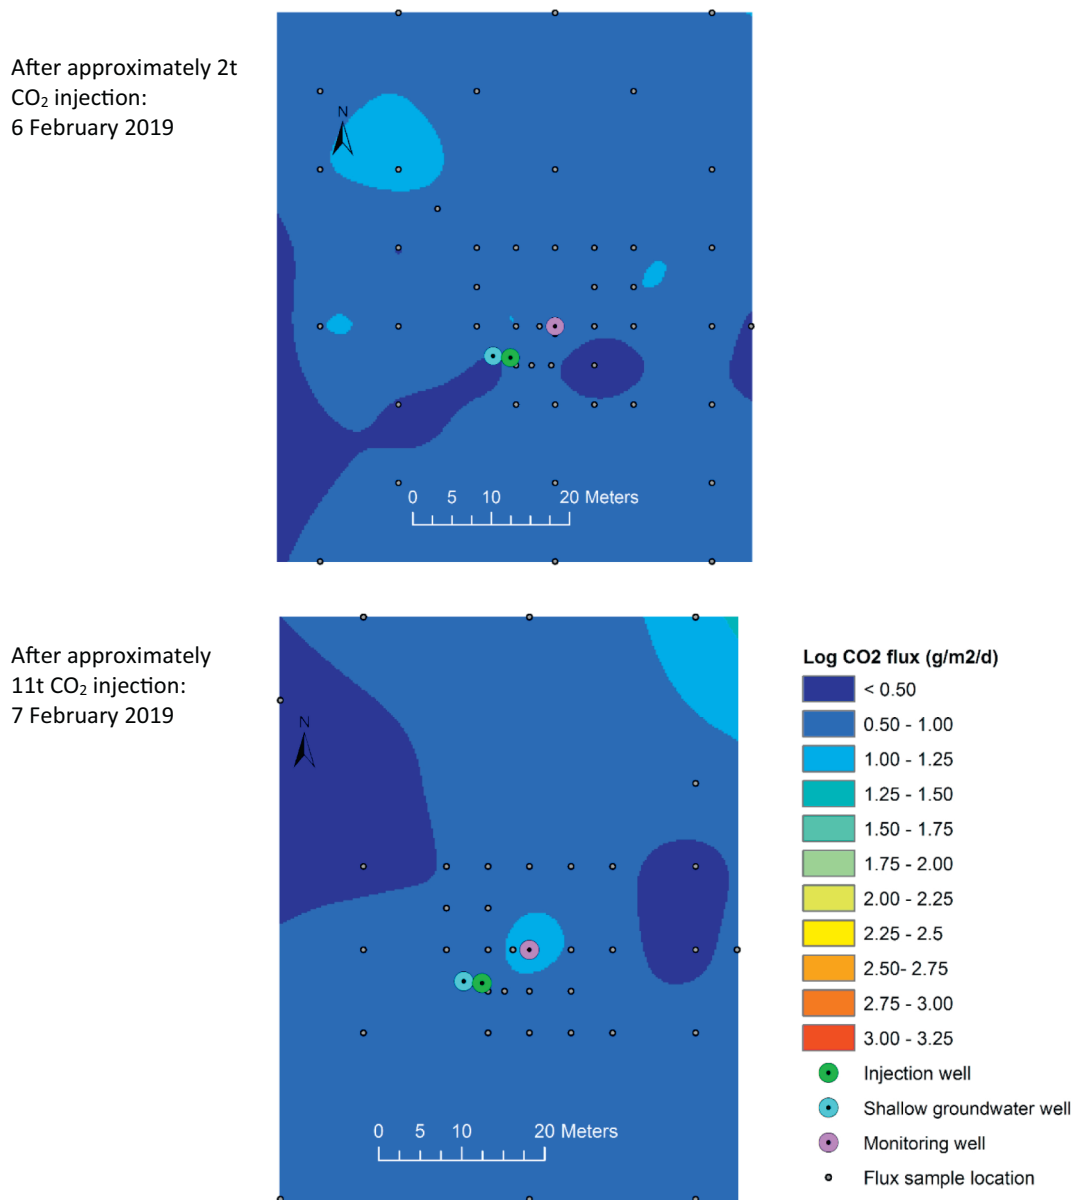 After approximately 2t
CO₂ injection:
6 February 2019
N
0 5 10 20 Meters
After approximately
11t CO₂ injection:
7 February 2019
N
0 5 10 20 Meters
Log CO2 flux (g/m2/d)
< 0.50
0.50 - 1.00
1.00 - 1.25
1.25 - 1.50
1.50 - 1.75
1.75 - 2.00
2.00 - 2.25
2.25 - 2.5
2.50- 2.75
2.75 - 3.00
3.00 - 3.25
Injection well
Shallow groundwater well
Monitoring well
Flux sample location